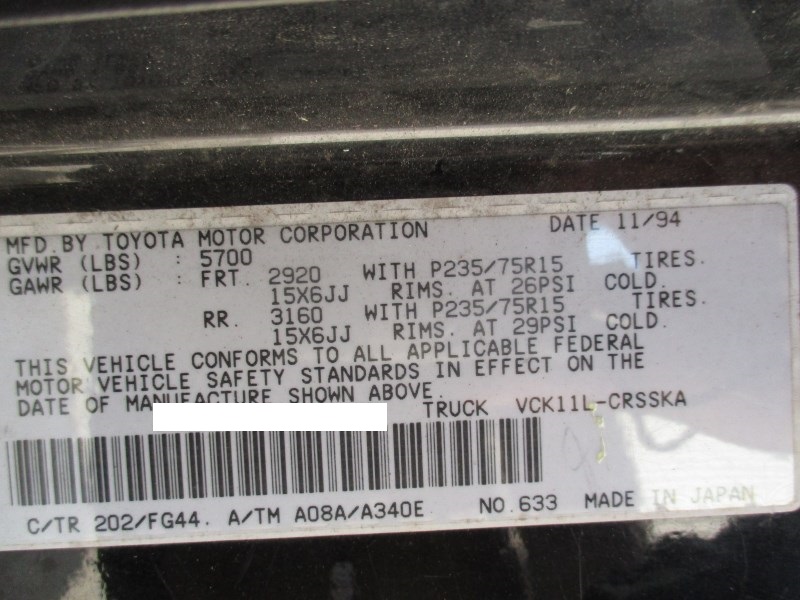 MFD. BY TOYOTA MOTOR CORPORATION DATE 11/94
GVWR (LBS) : 5700
GAWR (LBS) : FRT. 2920 WITH P235/75R15 TIRES.
15X6JJ RIMS. AT 26PSI COLD.
RR. 3160 WITH P235/75R15 TIRES.
15X6JJ RIMS. AT 29PSI COLD.
THIS VEHICLE CONFORMS TO ALL APPLICABLE FEDERAL
MOTOR VEHICLE SAFETY STANDARDS IN EFFECT ON THE
DATE OF MANUFACTURE SHOWN ABOVE.
TRUCK VCK11L-CRSSKA
C/TR 202/FG44. A/TM A08A/A340E NO.633 MADE IN JAPAN